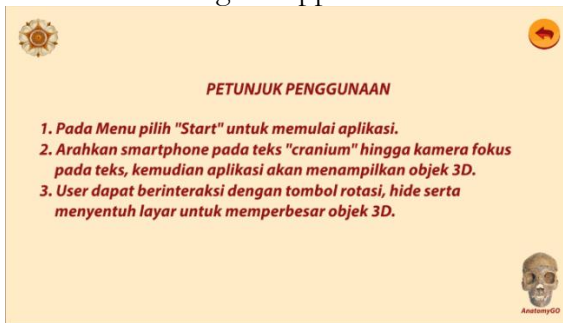 PETUNJUK PENGGUNAAN
1. Pada Menu pilih "Start" untuk memulai aplikasi.
2. Arahkan smartphone pada teks "cranium" hingga kamera fokus
pada teks, kemudian aplikasi akan menampilkan objek 3D.
3. User dapat berinteraksi dengan tombol rotasi, hide serta
menyentuh layar untuk memperbesar objek 3D.
AnatomyGO